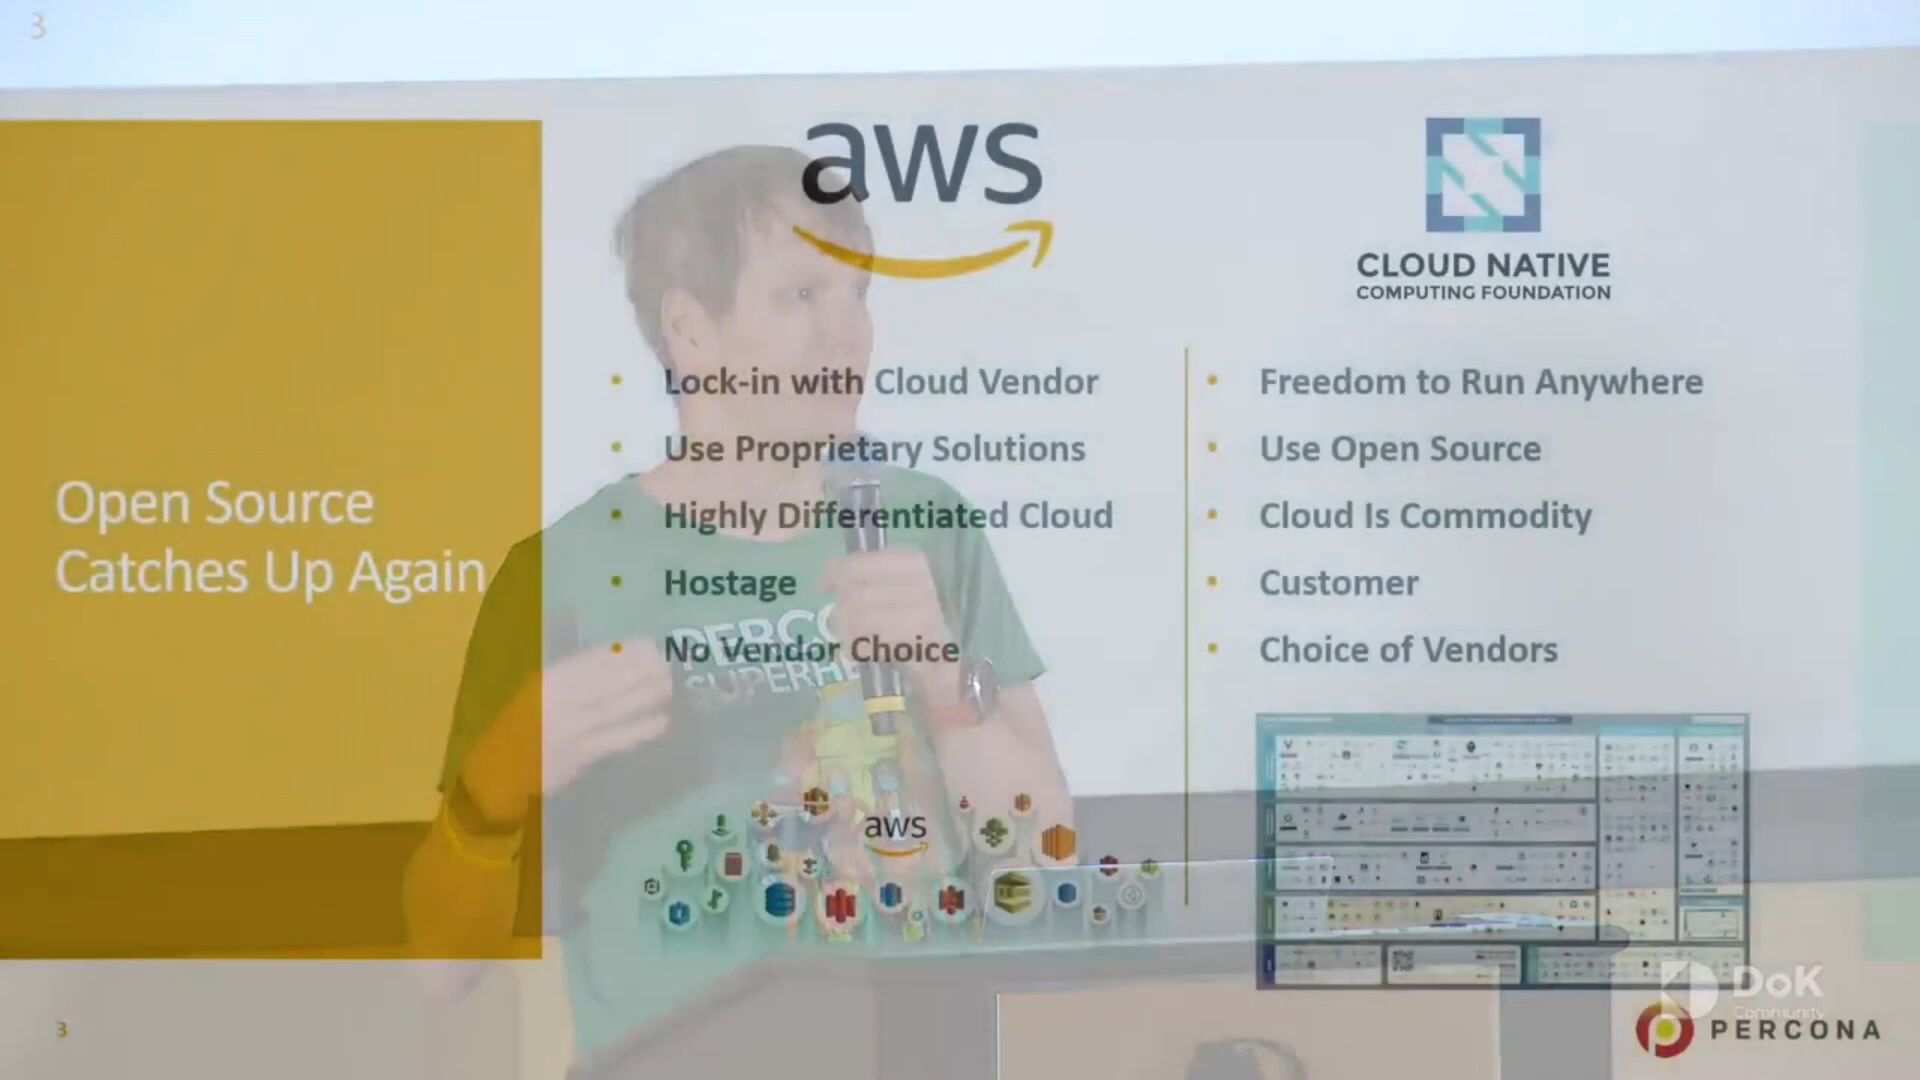 3
Open Source
Catches Up Again
aws
Lock-in with Cloud Vendor
Use Proprietary Solutions
Highly Differentiated Cloud
Hostage
No Vendor Choice
PERCO
SUPERHE
aws
CLOUD NATIVE
COMPUTING FOUNDATION
Freedom to Run Anywhere
Use Open Source
Cloud Is Commodity
Customer
Choice of Vendors
DoK
Community
PERCONA
3